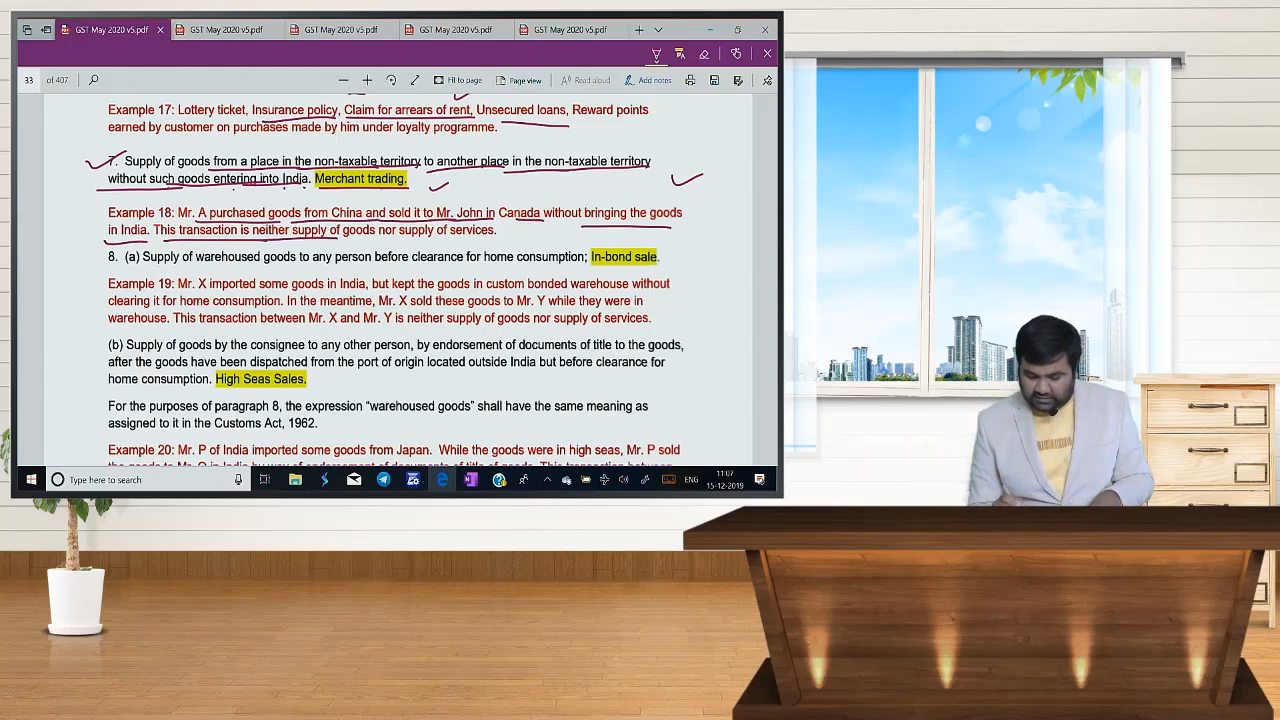 GST May 2020 v5.pdf
GST May 2020 v5.pdf
GST May 2020 v5.pdf
GST May 2020 v5.pdf
GST May 2020 v5.pdf
33 of 407
Fit to page
Page view
Read aloud
Add notes
Example 17: Lottery ticket, Insurance policy, Claim for arrears of rent, Unsecured loans, Reward points
earned by customer on purchases made by him under loyalty programme.
7. Supply of goods from a place in the non-taxable territory to another place in the non-taxable territory
without such goods entering into India. Merchant trading.
Example 18: Mr. A purchased goods from China and sold it to Mr. John in Canada without bringing the goods
in India. This transaction is neither supply of goods nor supply of services.
8. (a) Supply of warehoused goods to any person before clearance for home consumption; In-bond sale.
Example 19: Mr. X imported some goods in India, but kept the goods in custom bonded warehouse without
clearing it for home consumption. In the meantime, Mr. X sold these goods to Mr. Y while they were in
warehouse. This transaction between Mr. X and Mr. Y is neither supply of goods nor supply of services.
(b) Supply of goods by the consignee to any other person, by endorsement of documents of title to the goods,
after the goods have been dispatched from the port of origin located outside India but before clearance for
home consumption. High Seas Sales.
For the purposes of paragraph 8, the expression “warehoused goods” shall have the same meaning as
assigned to it in the Customs Act, 1962.
Example 20: Mr. P of India imported some goods from Japan. While the goods were in high seas, Mr. P sold
Type here to search
ENG
11:07
15-12-2019